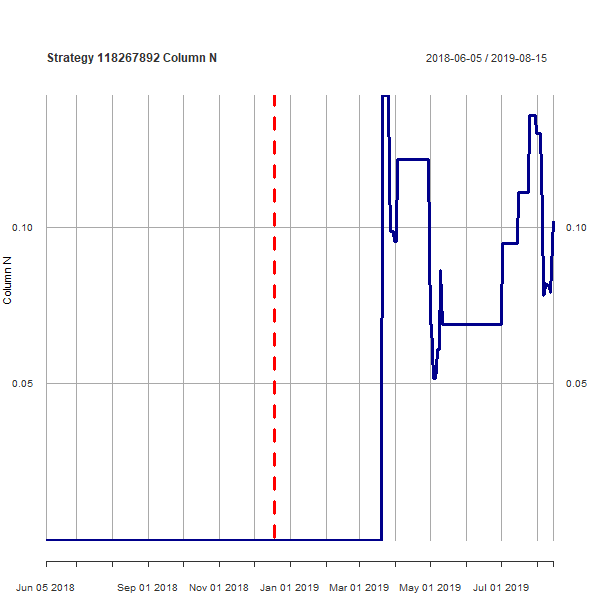 Strategy 118267892 Column N
2018-06-05 / 2019-08-15
0.10
0.10
Column N
0.05
0.05
Jun 05 2018 Sep 01 2018 Nov 01 2018 Jan 01 2019 Mar 01 2019 May 01 2019 Jul 01 2019